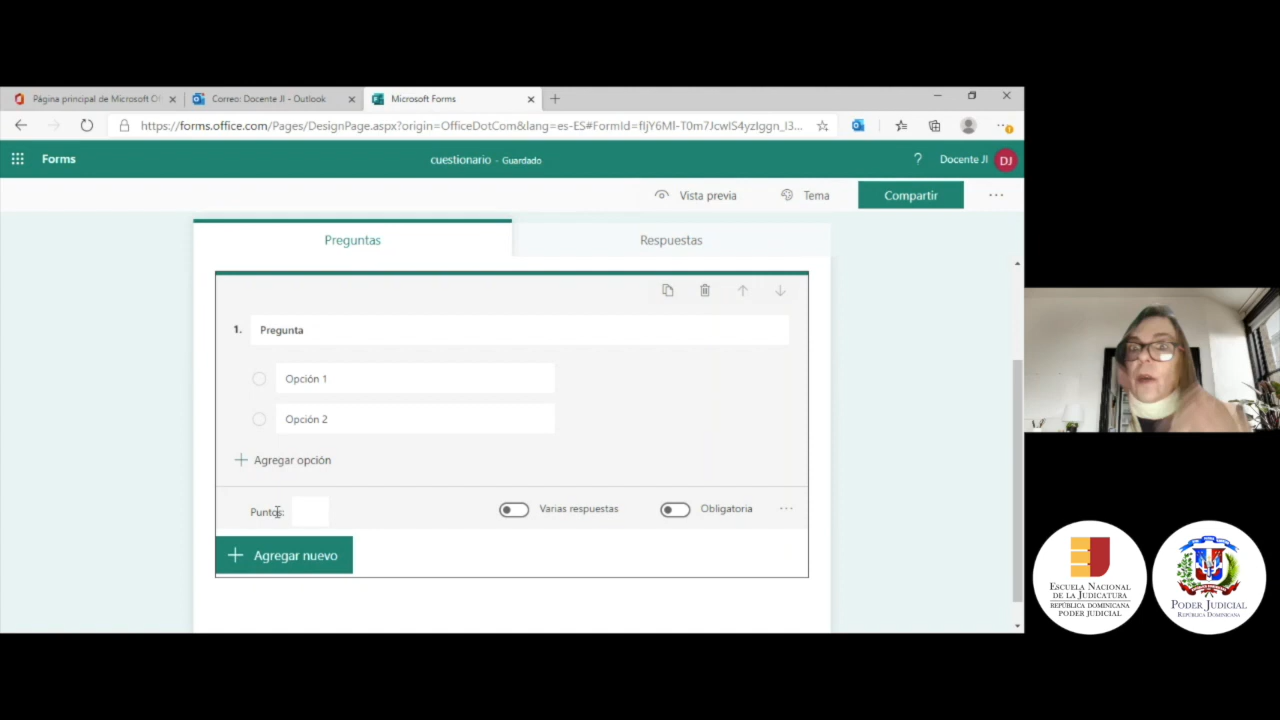 Página principal de Microsoft Of
Correo: Docente JI - Outlook
Microsoft Forms
https://forms.office.com/Pages/DesignPage.aspx?origin=OfficeDotCom&lang=es-ES#FormId=
Forms
cuestionario - Guardado
?
Docente JI
DJ
Vista previa
Tema
Compartir
Preguntas
Respuestas
1.
Pregunta
Opción 1
Opción 2
Agregar opción
Puntos:
Varias respuestas
Obligatoria
Agregar nuevo
Escuela Nacional
de la Judicatura
República Dominicana
Poder Judicial
Poder Judicial
República Dominicana